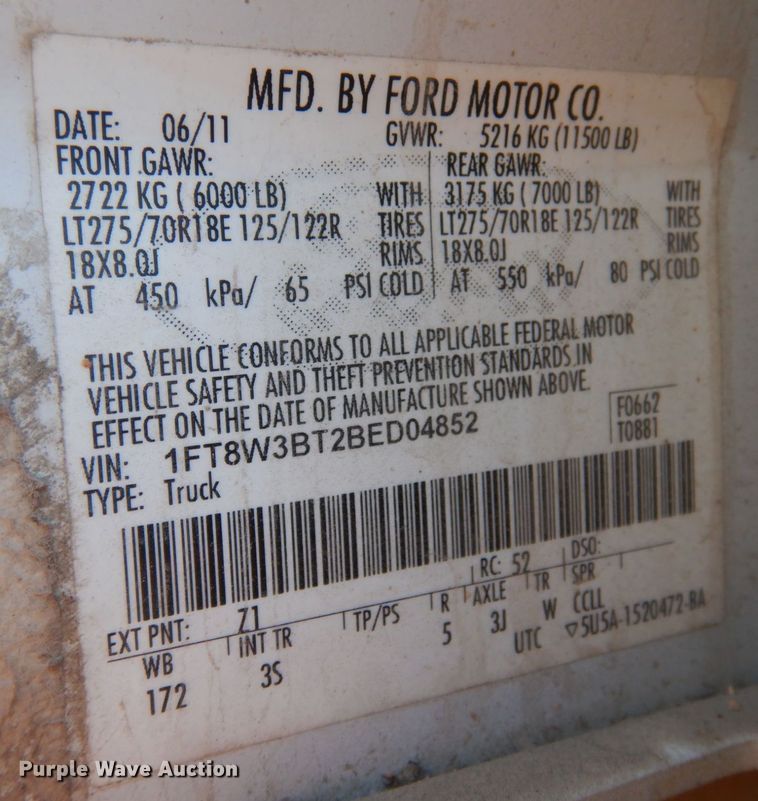 MFD. BY FORD MOTOR CO.
DATE: 06/11 GVWR: 5216 KG (11500 LB)
FRONT GAWR: REAR GAWR:
2722 KG ( 6000 LB) WITH 3175 KG ( 7000 LB) WITH
LT275/70R18E 125/122R TIRES LT275/70R18E 125/122R TIRES
18X8.0J RIMS 18X8.0J RIMS
AT 450 kPa/ 65 PSI COLD AT 550 kPa/ 80 PSI COLD
THIS VEHICLE CONFORMS TO ALL APPLICABLE FEDERAL MOTOR
VEHICLE SAFETY AND THEFT PREVENTION STANDARDS IN
EFFECT ON THE DATE OF MANUFACTURE SHOWN ABOVE.
VIN: 1FT8W3BT2BED04852 F0662
TYPE: Truck T0881
EXT PNT: Z1 RC: 52 DSO:
WB INT TR TP/PS R AXLE TR SPR
172 3S 5 3J W CCLL
UTC ▽5U5A-1520472-BA
Purple Wave Auction